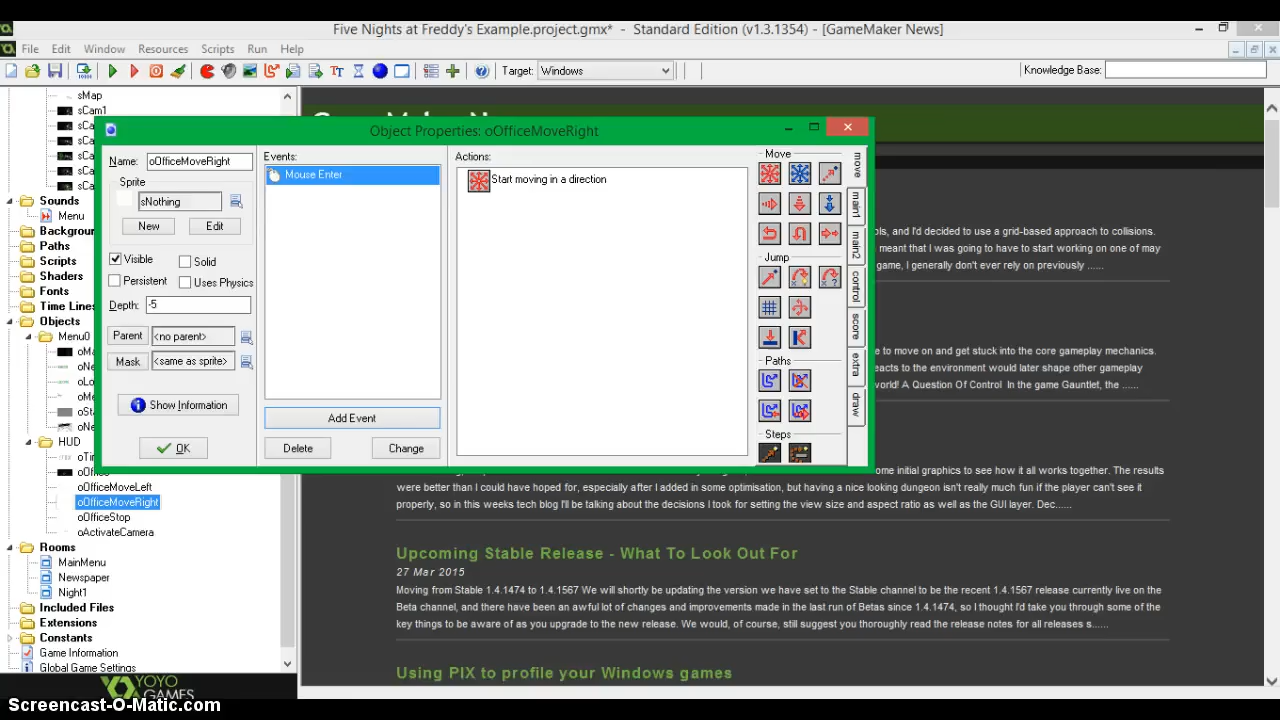 Five Nights at Freddy's Example.project.gmx* - Standard Edition (v1.3.1354) - [GameMaker News]
File Edit Window Resources Scripts Run Help
Target: Windows Knowledge Base:
sMap
sCam1
Sounds
Menu
Paths
Scripts
Shaders
Fonts
Time Lines
Objects
Menu0
HUD
oOfficeMoveLeft
oOfficeMoveRight
oOfficeStop
oActivateCamera
Rooms
MainMenu
Newspaper
Night1
Included Files
Extensions
Constants
Game Information
Global Game Settings
YOYO GAMES
Object Properties: oOfficeMoveRight
Name: oOfficeMoveRight
Sprite
sNothing
New Edit
Visible Solid
Persistent Uses Physics
Depth: -5
Parent <no parent>
Mask <same as sprite>
Show Information
OK
Events:
Mouse Enter
Add Event
Delete Change
Actions:
Start moving in a direction
Move
Jump
Paths
Steps
move
main1
main2
control
score
extra
draw
ols, and I'd decided to use a grid-based approach to collisions.
meant that I was going to have to start working on one of may
game, I generally don't ever rely on previously ......
e to move on and get stuck into the core gameplay mechanics.
reacts to the environment would later shape other gameplay
world! A Question Of Control In the game Gauntlet, the ......
ome initial graphics to see how it all works together. The results
were better than I could have hoped for, especially after I added in some optimisation, but having a nice looking dungeon isn't really much fun if the player can't see it
properly, so in this weeks tech blog I'll be talking about the decisions I took for setting the view size and aspect ratio as well as the GUI layer. Dec......
Upcoming Stable Release - What To Look Out For
27 Mar 2015
Moving from Stable 1.4.1474 to 1.4.1567 We will shortly be updating the version we have set to the Stable channel to be the recent 1.4.1567 release currently live on the
Beta channel, and there have been an awful lot of changes and improvements made in the last run of Betas since 1.4.1474, so I thought I'd take you through some of the
key things to be aware of as you upgrade to the new release. We would, of course, still suggest you thoroughly read the release notes for all releases s......
Using PIX to profile your Windows games
Screencast-O-Matic.com